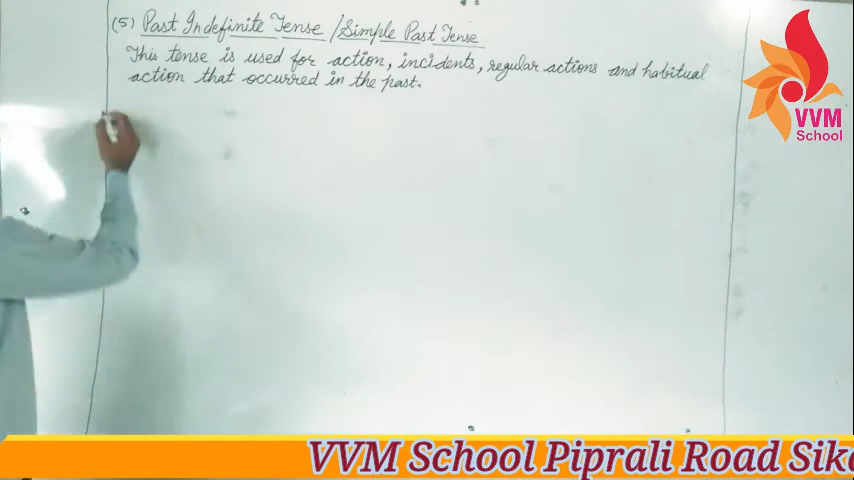 (5) Past Indefinite Tense / Simple Past Tense
This tense is used for action, incidents, regular actions and habitual
action that occurred in the past.
VVM
School
VVM School Piprali Road Sika